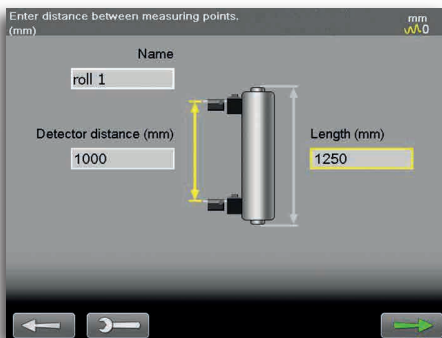 Enter distance between measuring points.
(mm)
mm
0
Name
roll 1
Detector distance (mm)
1000
Length (mm)
1250